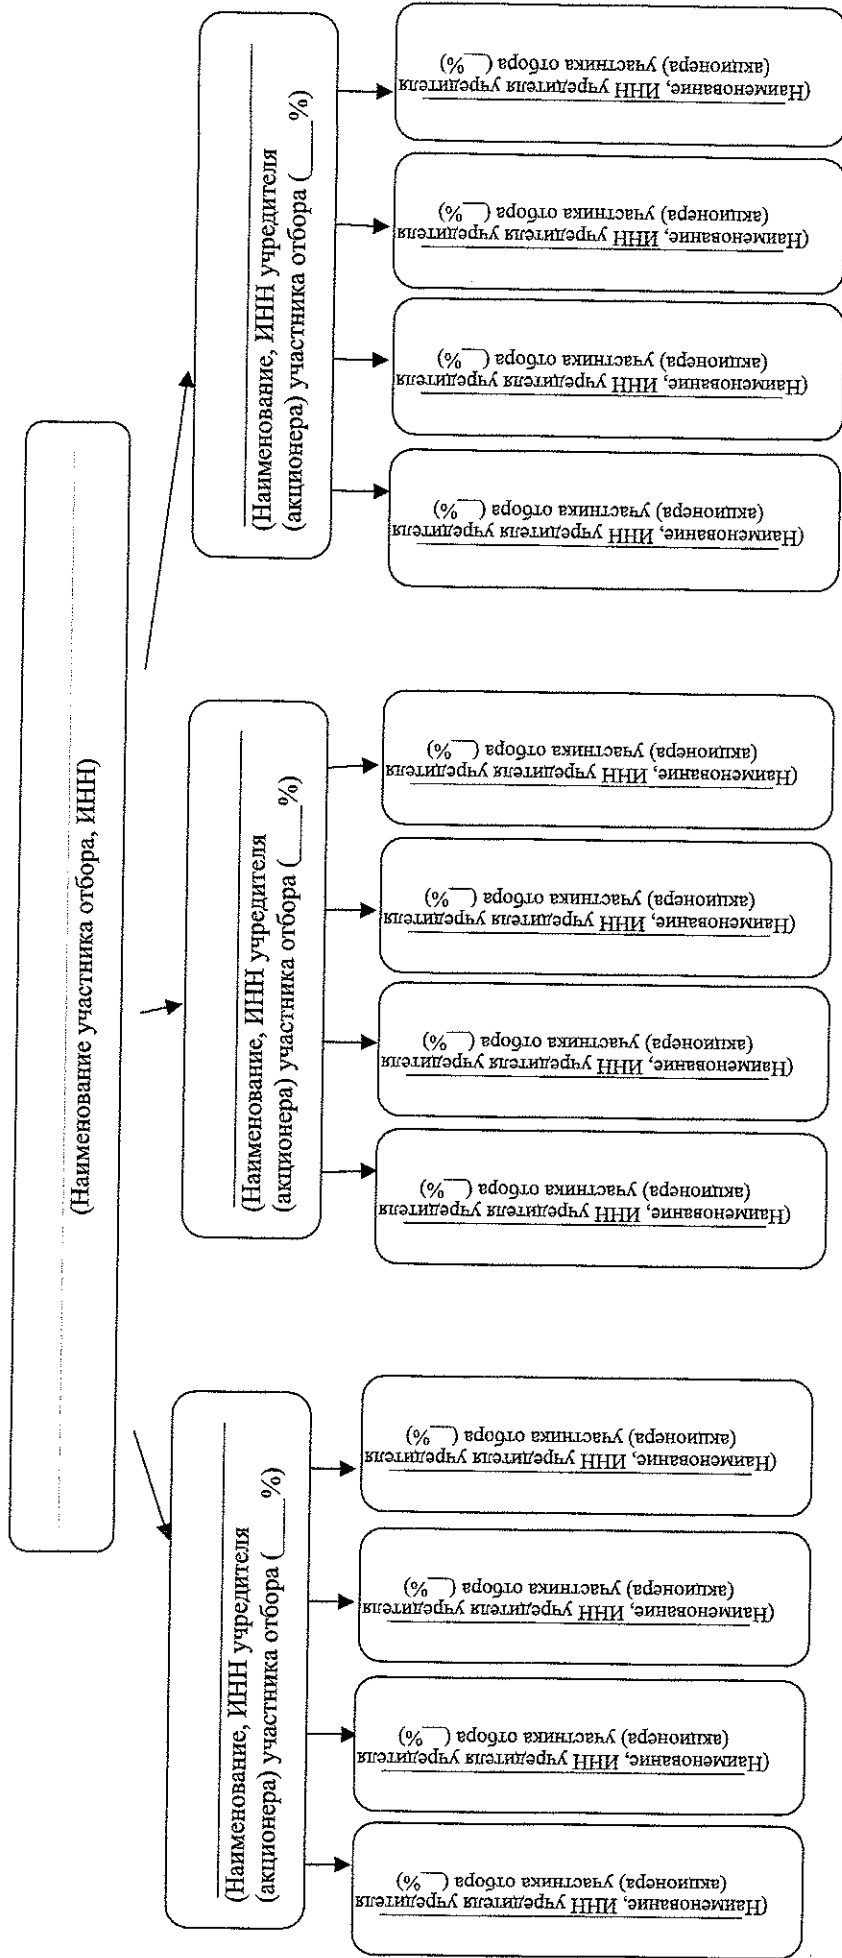 (Наименование участника отбора, ИНН)
(Наименование, ИНН учредителя
(акционера) участника отбора (____%)
(Наименование, ИНН учредителя
(акционера) участника отбора (____%)
(Наименование, ИНН учредителя
(акционера) участника отбора (____%)
(Наименование, ИНН учредителя учредителя
(акционера) участника отбора (__%)
(Наименование, ИНН учредителя учредителя
(акционера) участника отбора (__%)
(Наименование, ИНН учредителя учредителя
(акционера) участника отбора (__%)
(Наименование, ИНН учредителя учредителя
(акционера) участника отбора (__%)
(Наименование, ИНН учредителя учредителя
(акционера) участника отбора (__%)
(Наименование, ИНН учредителя учредителя
(акционера) участника отбора (__%)
(Наименование, ИНН учредителя учредителя
(акционера) участника отбора (__%)
(Наименование, ИНН учредителя учредителя
(акционера) участника отбора (__%)
(Наименование, ИНН учредителя учредителя
(акционера) участника отбора (__%)
(Наименование, ИНН учредителя учредителя
(акционера) участника отбора (__%)
(Наименование, ИНН учредителя учредителя
(акционера) участника отбора (__%)
(Наименование, ИНН учредителя учредителя
(акционера) участника отбора (__%)